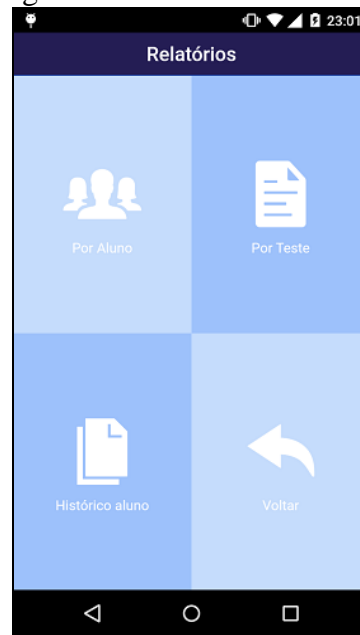 23:01
Relatórios
Por Aluno
Por Teste
Histórico aluno
Voltar